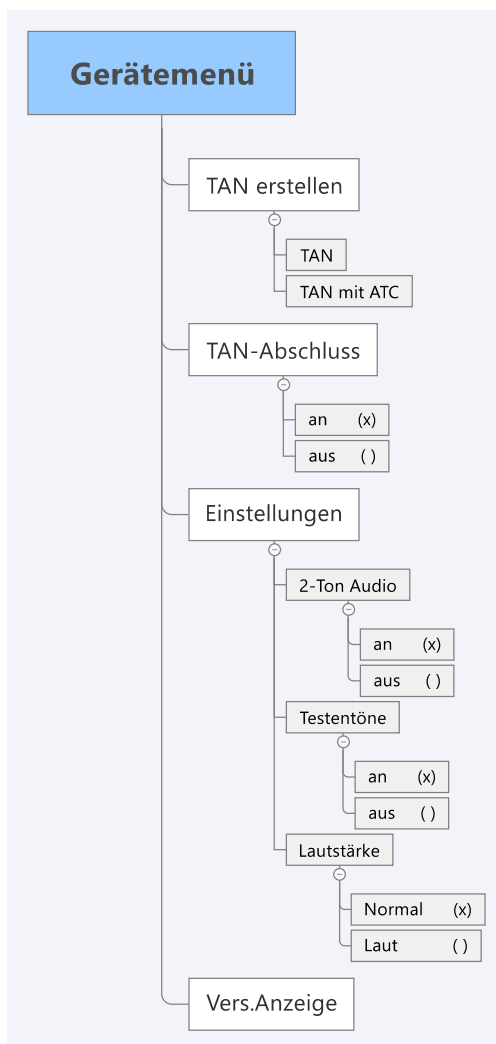 Gerätemenü
TAN erstellen
TAN
TAN mit ATC
TAN-Abschluss
an (x)
aus ( )
Einstellungen
2-Ton Audio
an (x)
aus ( )
Testentöne
an (x)
aus ( )
Lautstärke
Normal (x)
Laut ( )
Vers.Anzeige